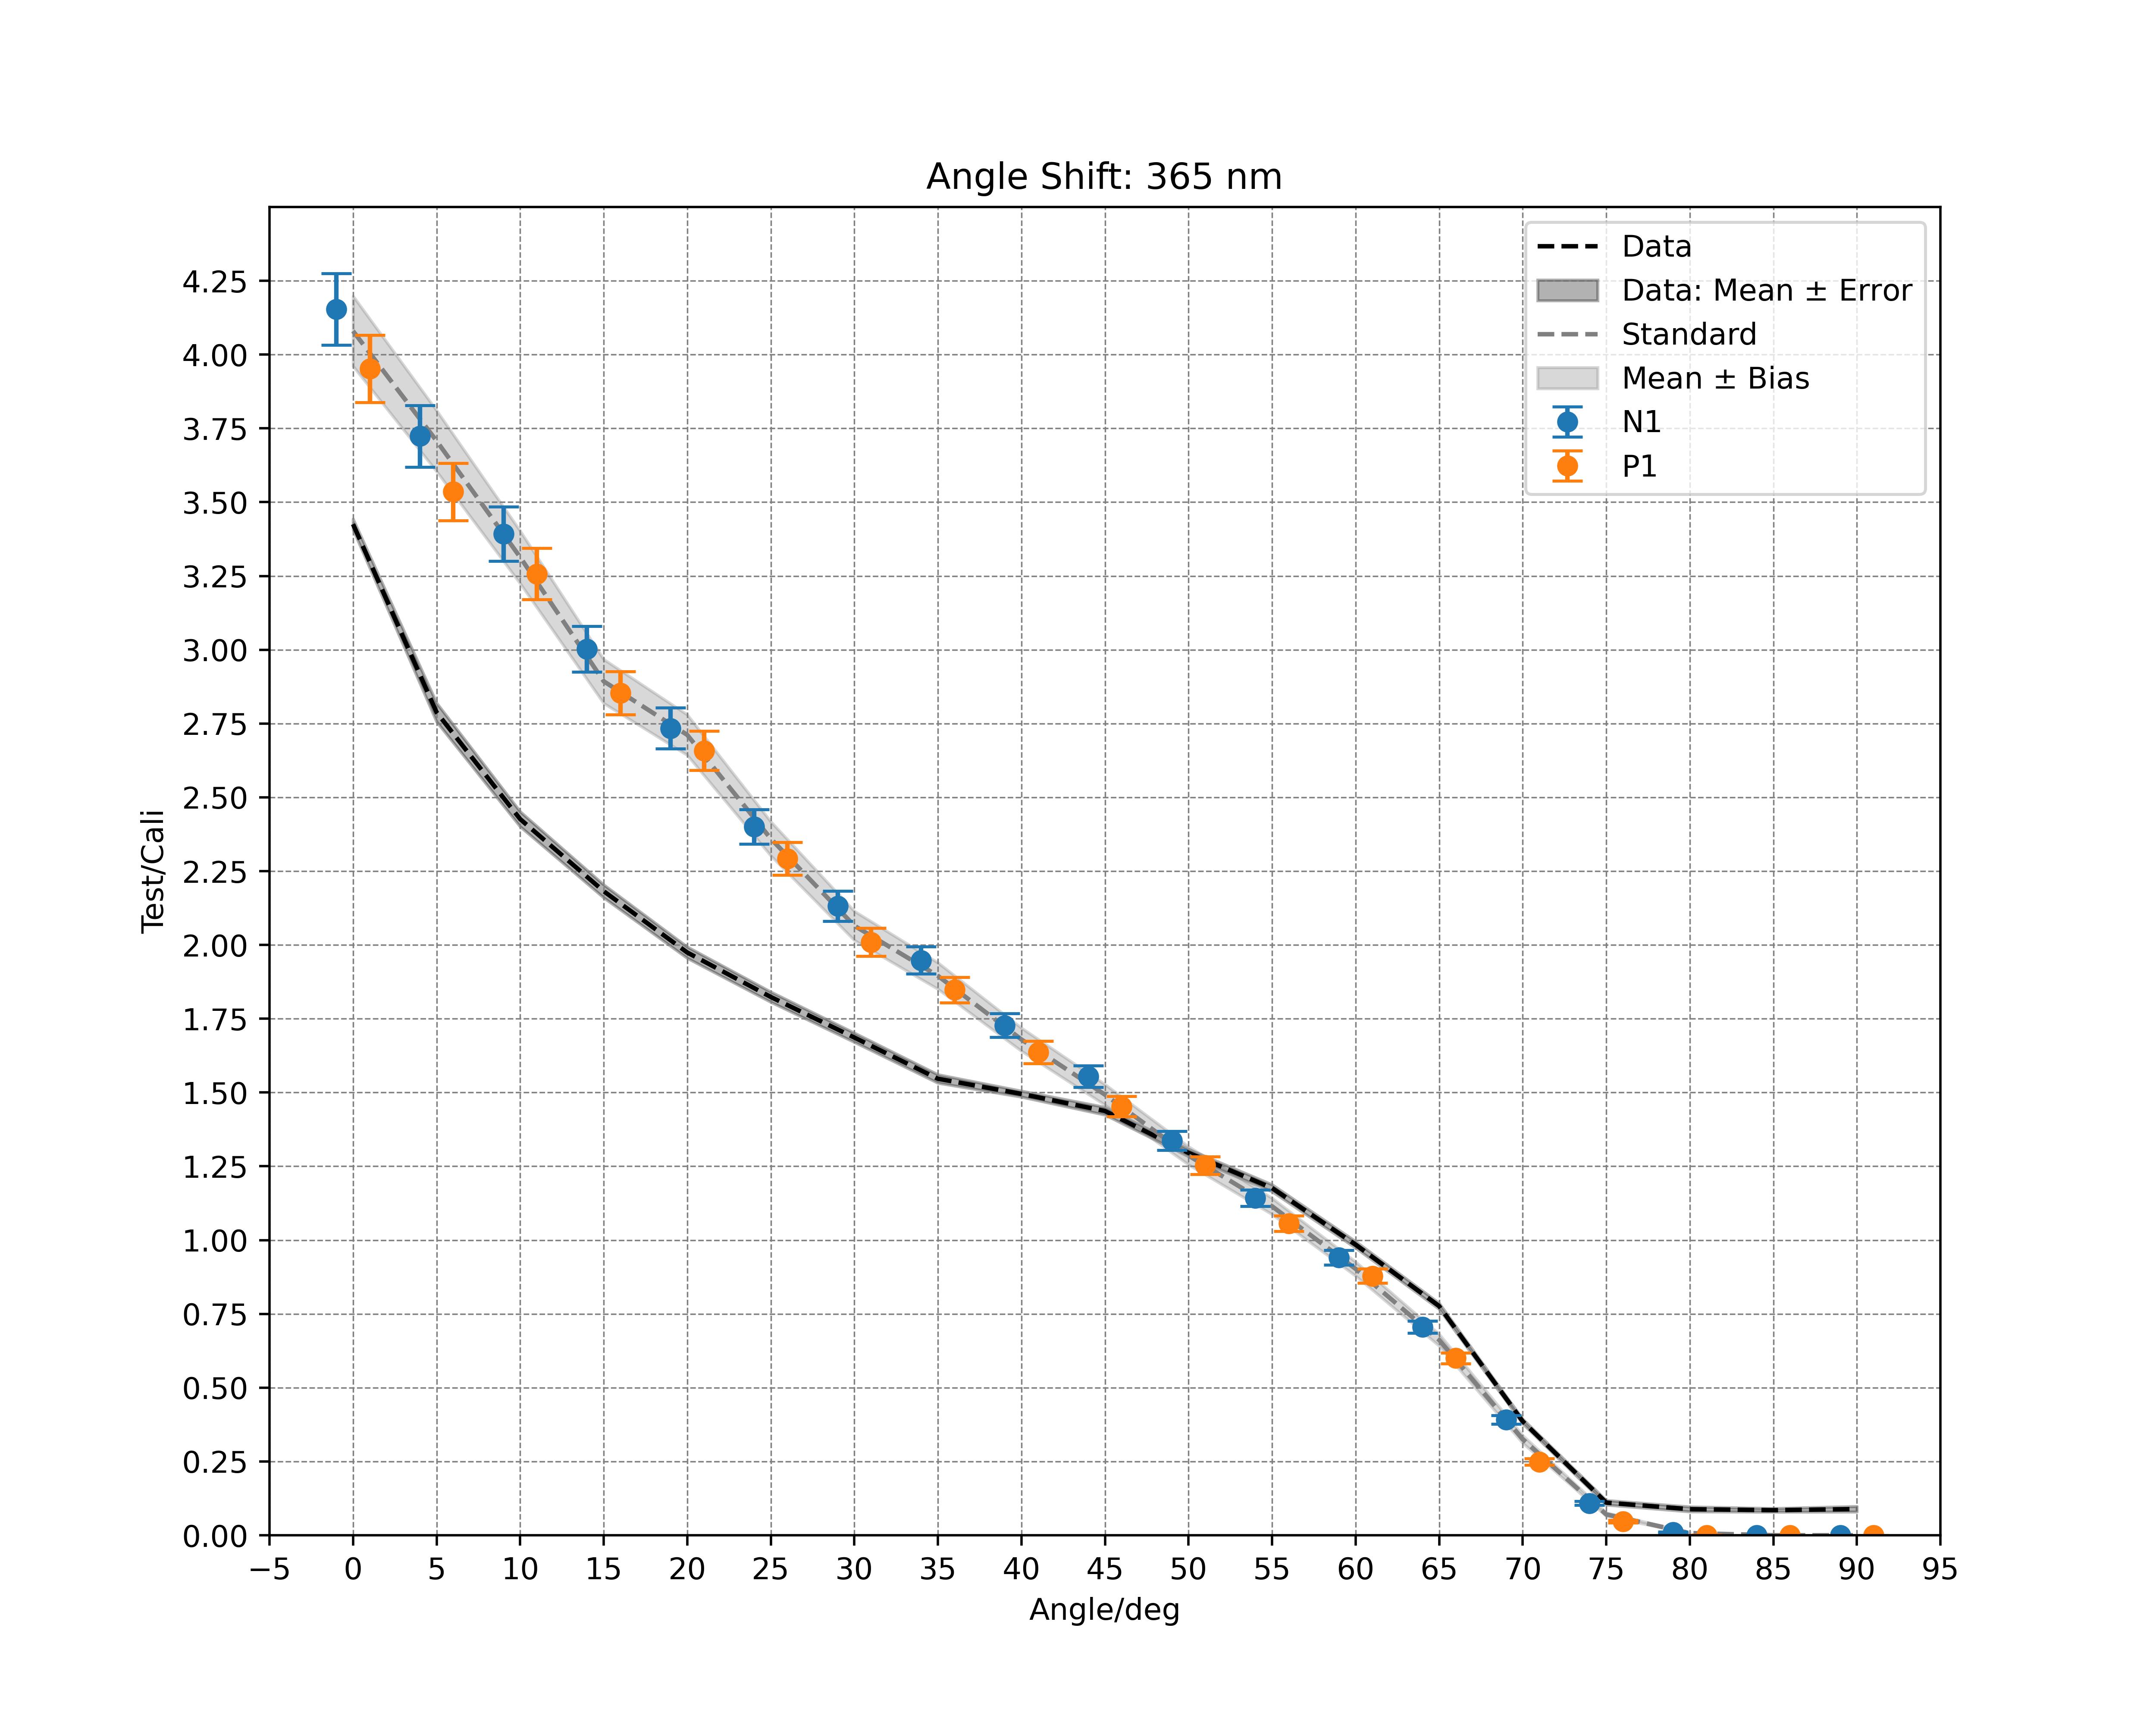 Angle Shift: 365 nm
Data
Data: Mean ± Error
Standard
Mean ± Bias
N1
P1
Test/Cali
4.25
4.00
3.75
3.50
3.25
3.00
2.75
2.50
2.25
2.00
1.75
1.50
1.25
1.00
0.75
0.50
0.25
0.00
−5 0 5 10 15 20 25 30 35 40 45 50 55 60 65 70 75 80 85 90 95
Angle/deg